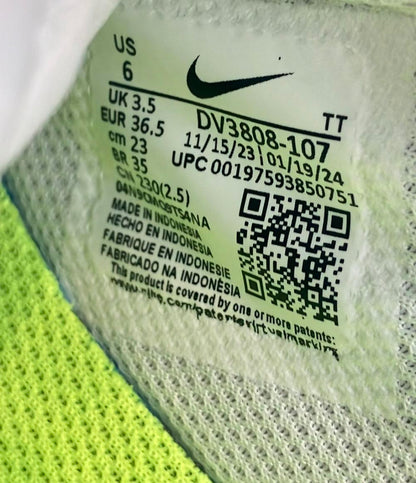 US
6
UK 3.5
EUR 36.5
cm 23
BR 35
CN 230(2.5)
TT
DV3808-107
11/15/23 | 01/19/24
UPC 00197593850751
MADE IN INDONESIA
HECHO EN INDONESIA
FABRIQUE EN INDONESIE
FABRICADO NA INDONÉSIA
This product is covered by one or more patents: